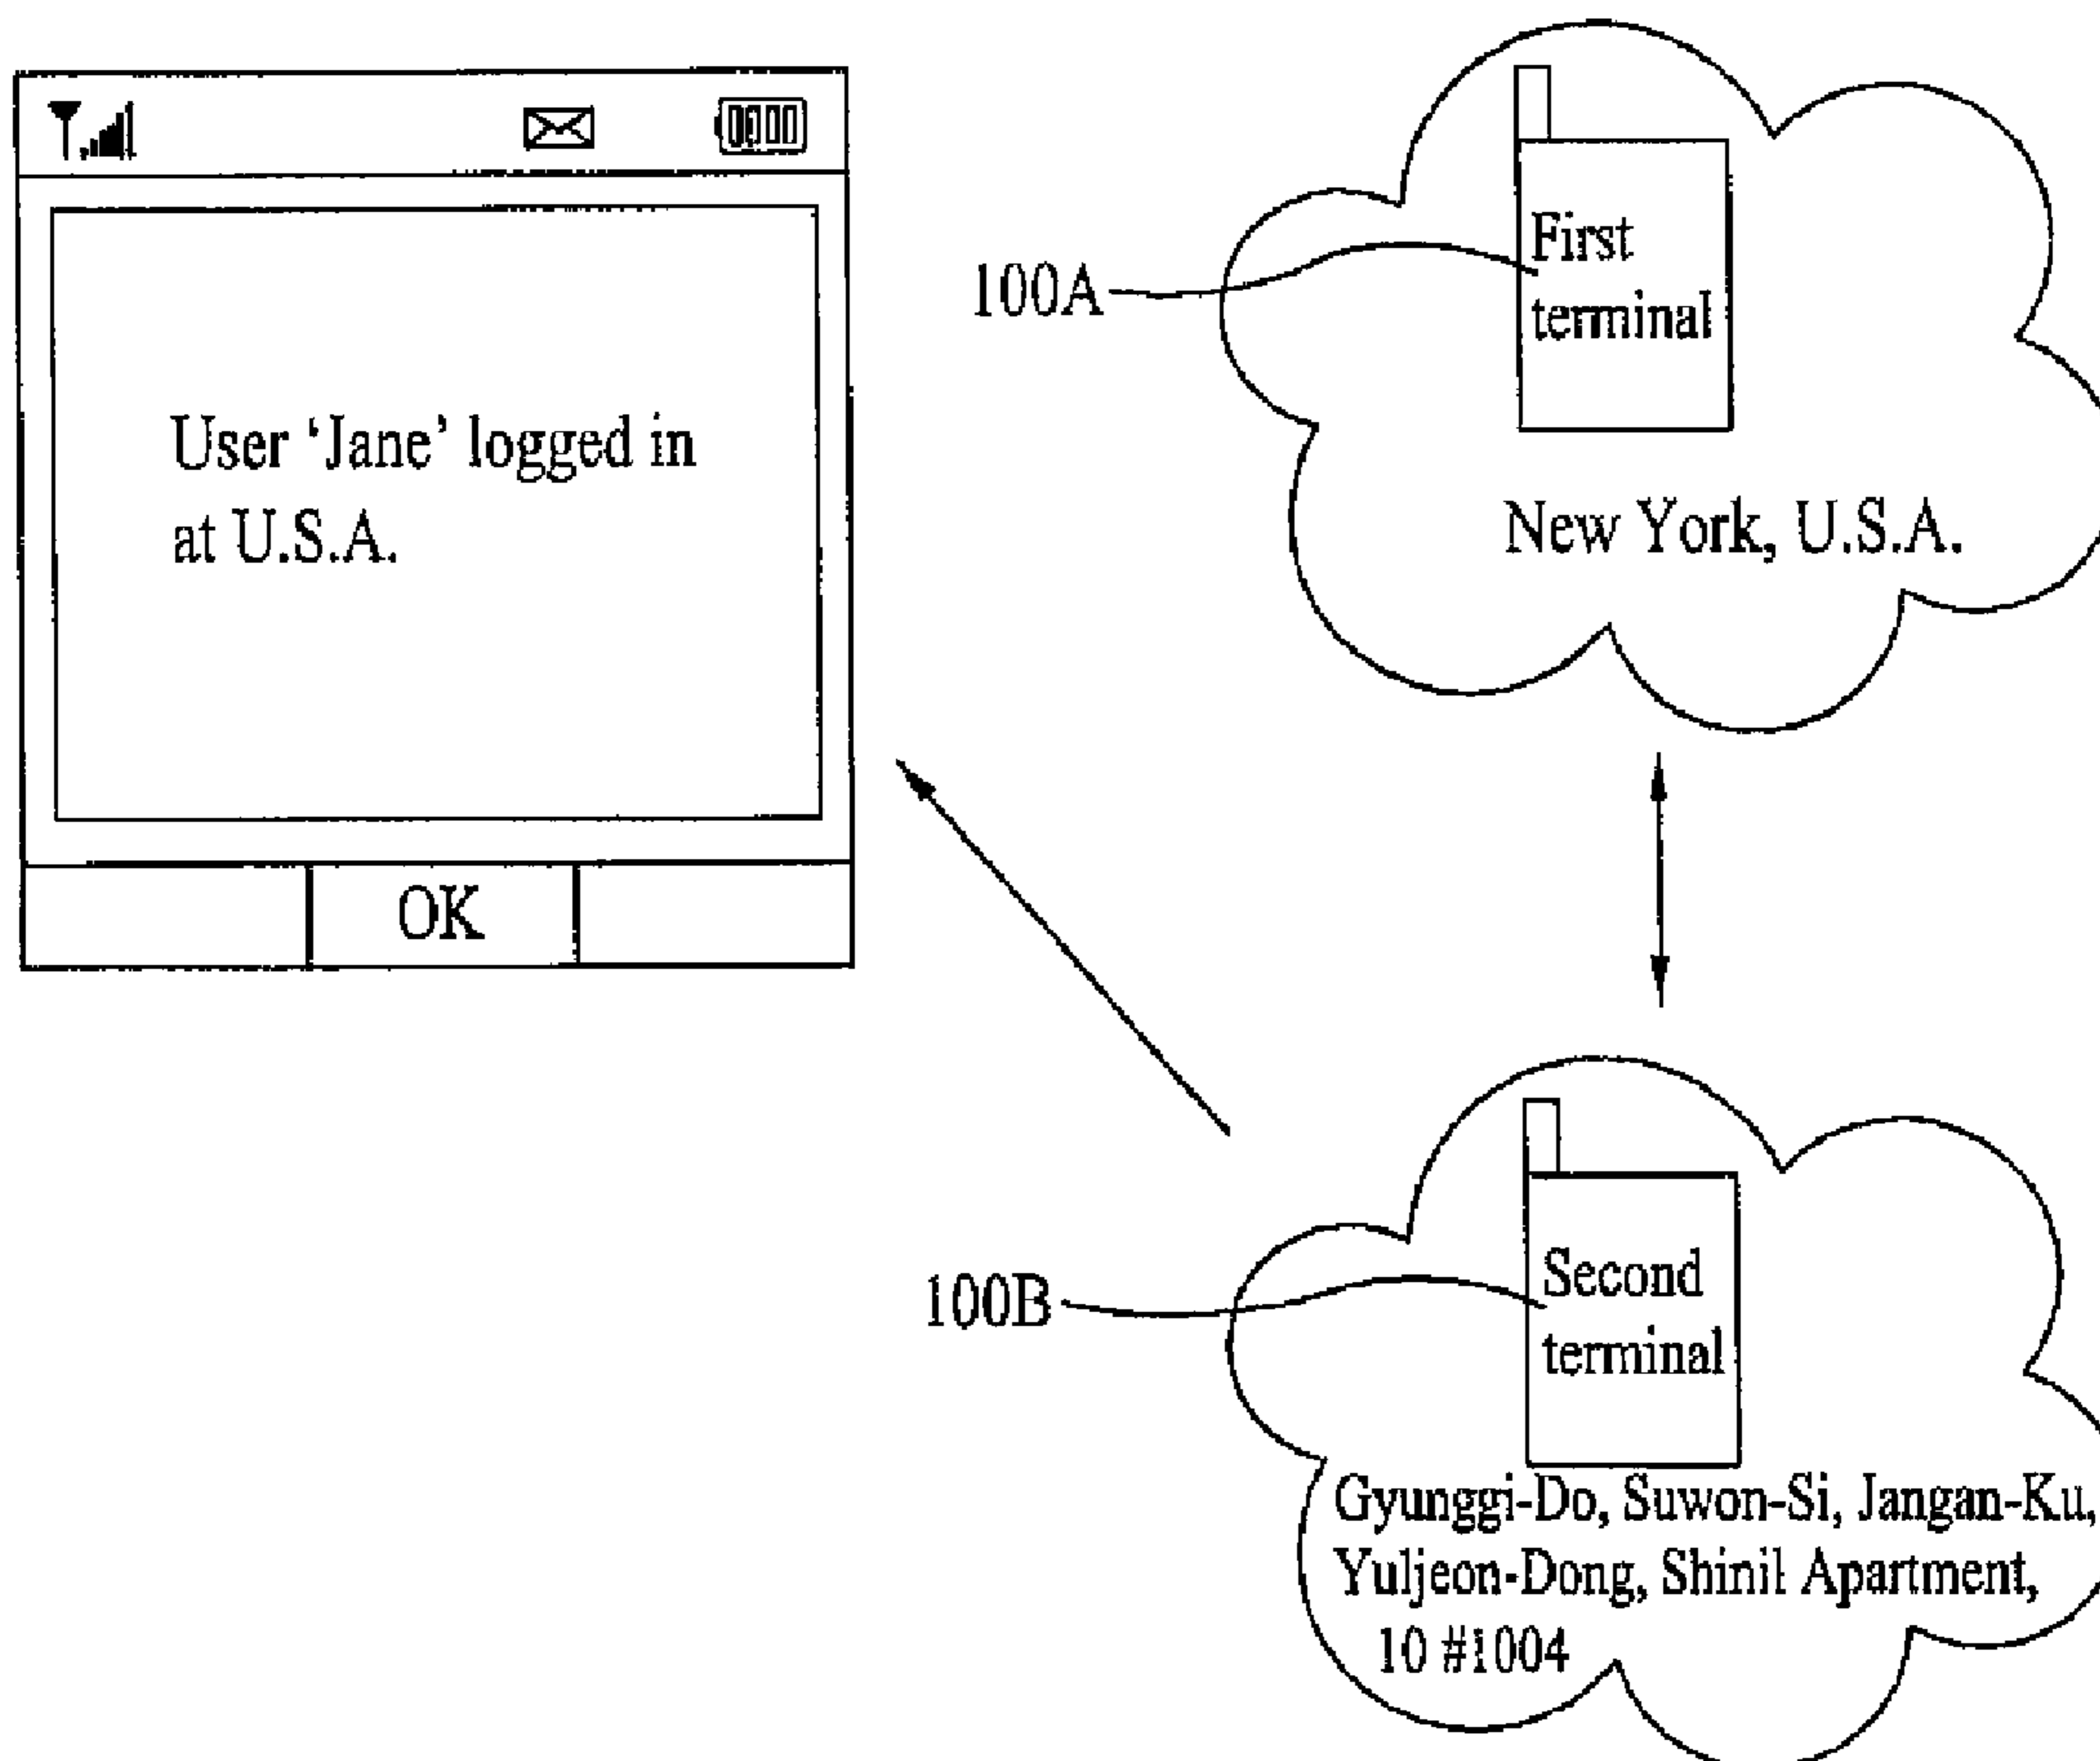 User ‘Jane’ logged in
at U.S.A.
OK
100A
First
terminal
New York, U.S.A.
100B
Second
terminal
Gyunggi-Do, Suwon-Si, Jangan-Ku,
Yuljeon-Dong, Shinil Apartment,
10 #1004